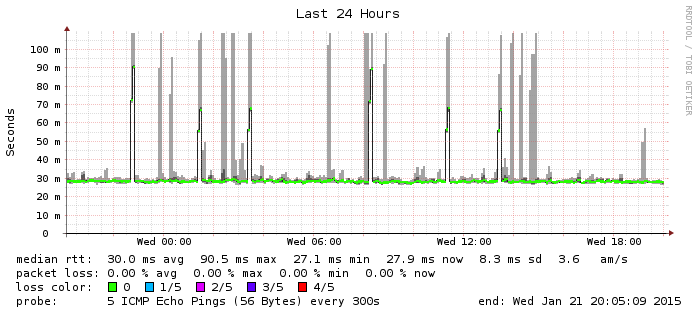 Last 24 Hours
RRDTOOL / TOBI OETIKER
Seconds
100 m
90 m
80 m
70 m
60 m
50 m
40 m
30 m
20 m
10 m
0
Wed 00:00 Wed 06:00 Wed 12:00 Wed 18:00
median rtt: 30.0 ms avg 90.5 ms max 27.1 ms min 27.9 ms now 8.3 ms sd 3.6 am/s
packet loss: 0.00 % avg 0.00 % max 0.00 % min 0.00 % now
loss color: 0 1/5 2/5 3/5 4/5
probe: 5 ICMP Echo Pings (56 Bytes) every 300s end: Wed Jan 21 20:05:09 2015